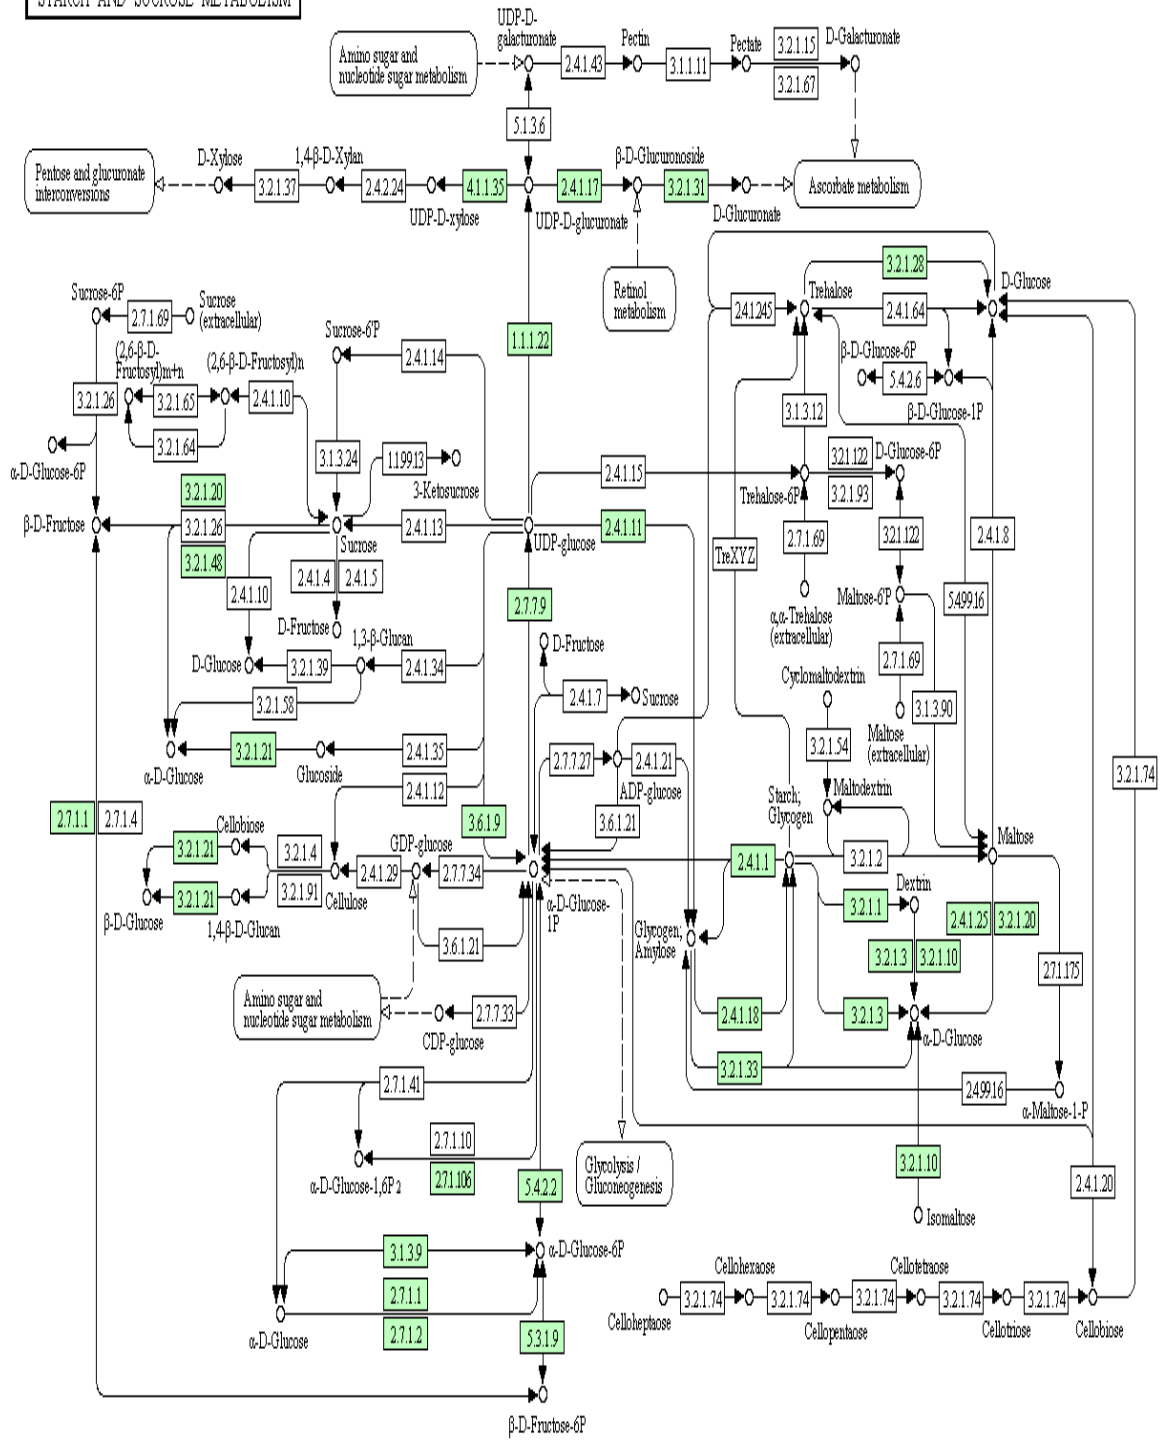 STARCH AND SUCROSE METABOLISM
UDP-D-
galacturonate
Pectin
Pectate
D-Galacturonate
Amino sugar and
nucleotide sugar metabolism
2.4.1.43
3.1.1.11
3.2.1.15
3.2.1.67
5.1.3.6
Pentose and glucuronate
interconversions
D-Xylose
1,4-β-D-Xylan
β-D-Glucuronoside
3.2.1.37
2.4.2.24
4.1.1.35
2.4.1.17
3.2.1.31
Ascorbate metabolism
UDP-D-xylose
UDP-D-glucuronate
D-Glucuronate
Retinol
metabolism
3.2.1.28
Trehalose
D-Glucose
2.4.1.245
2.4.1.64
Sucrose-6P
2.7.1.69
Sucrose
(extracellular)
1.1.1.22
Sucrose-6'P
2.4.1.14
(2,6-β-D-
Fructosyl)m+n
(2,6-β-D-Fructosyl)n
β-D-Glucose-6P
5.4.2.6
β-D-Glucose-1P
3.2.1.26
3.2.1.65
2.4.1.10
3.2.1.64
3.1.3.12
α-D-Glucose-6P
3.1.3.24
1.1.99.13
3-Ketosucrose
2.4.1.15
Trehalose-6P
3.2.1.122
3.2.1.93
D-Glucose-6P
3.2.1.20
β-D-Fructose
3.2.1.26
3.2.1.48
Sucrose
2.4.1.13
UDP-glucose
2.4.1.11
2.7.1.69
3.2.1.122
2.4.1.8
TreXYZ
2.4.1.10
2.4.1.4
2.4.1.5
2.7.7.9
α,α-Trehalose
(extracellular)
Maltose-6'P
5.4.99.16
D-Fructose
D-Fructose
D-Glucose
3.2.1.39
1,3-β-Glucan
2.4.1.34
2.7.1.69
Cyclomaltodextrin
3.2.1.58
2.4.1.7
Sucrose
3.1.3.90
Maltose
(extracellular)
α-D-Glucose
3.2.1.21
Glucoside
2.4.1.35
2.7.7.27
2.4.1.21
ADP-glucose
3.2.1.54
3.2.1.74
2.4.1.12
Maltodextrin
Starch;
Glycogen
2.7.1.1
2.7.1.4
Cellobiose
3.6.1.9
3.6.1.21
Maltose
3.2.1.21
3.2.1.4
GDP-glucose
2.4.1.1
3.2.1.2
3.2.1.21
3.2.1.91
2.4.1.29
2.7.7.34
Dextrin
β-D-Glucose
1,4-β-D-Glucan
Cellulose
α-D-Glucose-
1P
3.2.1.1
2.4.1.25
3.2.1.20
3.6.1.21
Glycogen;
Amylose
3.2.1.3
3.2.1.10
2.7.1.175
Amino sugar and
nucleotide sugar metabolism
2.7.7.33
CDP-glucose
2.4.1.18
3.2.1.3
α-D-Glucose
3.2.1.33
2.7.1.41
2.4.99.16
α-Maltose-1-P
2.7.1.10
α-D-Glucose-1,6P2
2.7.1.106
5.4.2.2
Glycolysis /
Gluconeogenesis
3.2.1.10
2.4.1.20
Isomaltose
3.1.3.9
α-D-Glucose-6P
2.7.1.1
α-D-Glucose
2.7.1.2
5.3.1.9
Cellohexaose
Cellotetraose
3.2.1.74
3.2.1.74
3.2.1.74
3.2.1.74
3.2.1.74
Celloheptaose
Cellopentaose
Cellotriose
Cellobiose
β-D-Fructose-6P